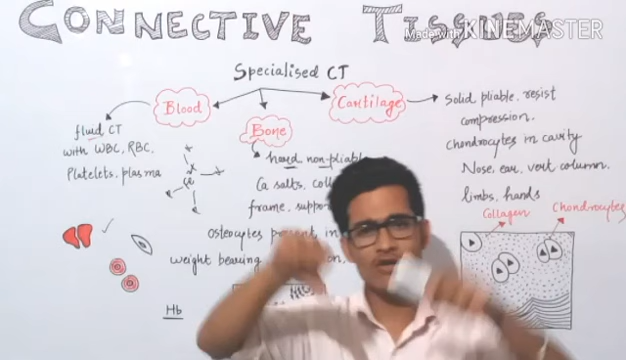 CONNECTIVE TISSUES
Made with KINEMASTER
Specialised CT
Blood
Bone
Cartilage
fluid CT
with WBC, RBC,
Platelets, plasma
hard non-pliable
Ca salts,
frame,
Osteocytes present in
weight bearing
Hb
Solid pliable, resist
compression.
Chondrocytes in cavity
Nose, ear, vert column.
limbs, hands
Collagen
Chondrocytes